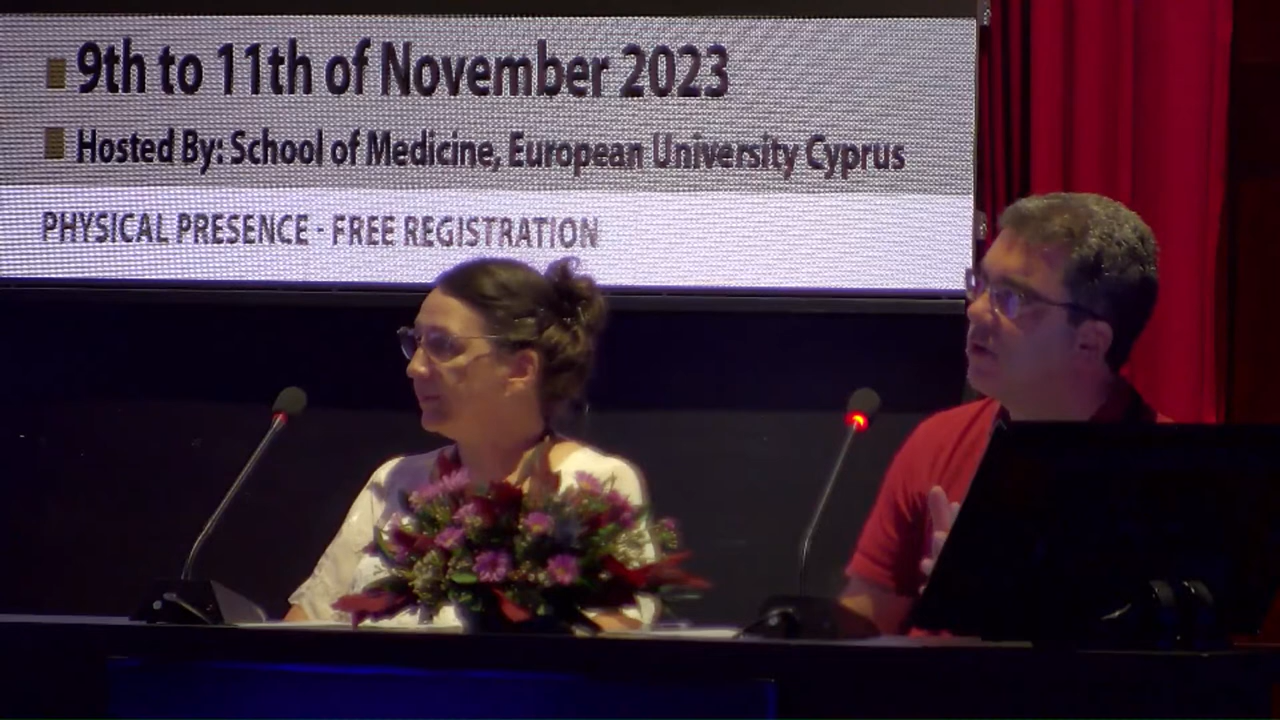 9th to 11th of November 2023
Hosted By: School of Medicine, European University Cyprus
PHYSICAL PRESENCE - FREE REGISTRATION